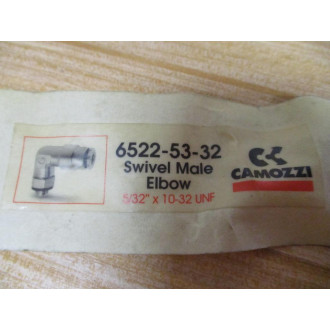 6522-53-32
Swivel Male
Elbow
5/32" x 10-32 UNF
CAMOZZI